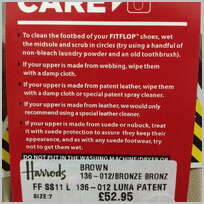 CARE
• To clean the footbed of your FITFLOP™ shoes, wet
the midsole and scrub in circles (try using a handful of
non-bleach laundry powder and an old toothbrush).
• If your upper is made from webbing, wipe them
with a damp cloth.
• If your upper is made from patent leather, wipe them
with a damp cloth or special patent spray cleaner.
• If your upper is made from leather, we would only
recommend using a special leather cleaner.
• If your upper is made from suede or nubuck, treat
it with suede protection to assure they keep their
appearance, and as with any suede footwear, try
not to get them too wet.
DO NOT PUT IN THE WASHING MACHINE/DRYER OR
Harrods
BROWN
136-012/BRONZE BRONZ
FF SS11 L 136-012 LUNA PATENT
SIZE:7
£52.95